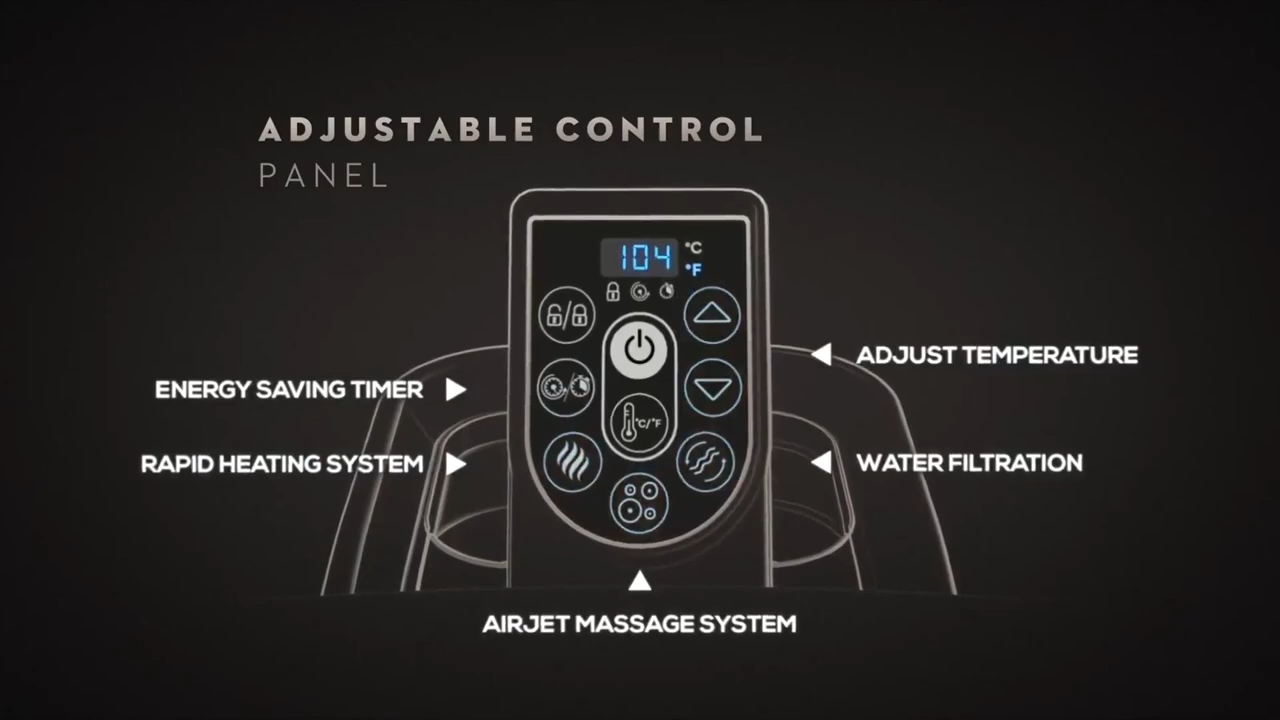 ADJUSTABLE CONTROL
PANEL
104
°C
°F
°C/°F
ENERGY SAVING TIMER
RAPID HEATING SYSTEM
ADJUST TEMPERATURE
WATER FILTRATION
AIRJET MASSAGE SYSTEM